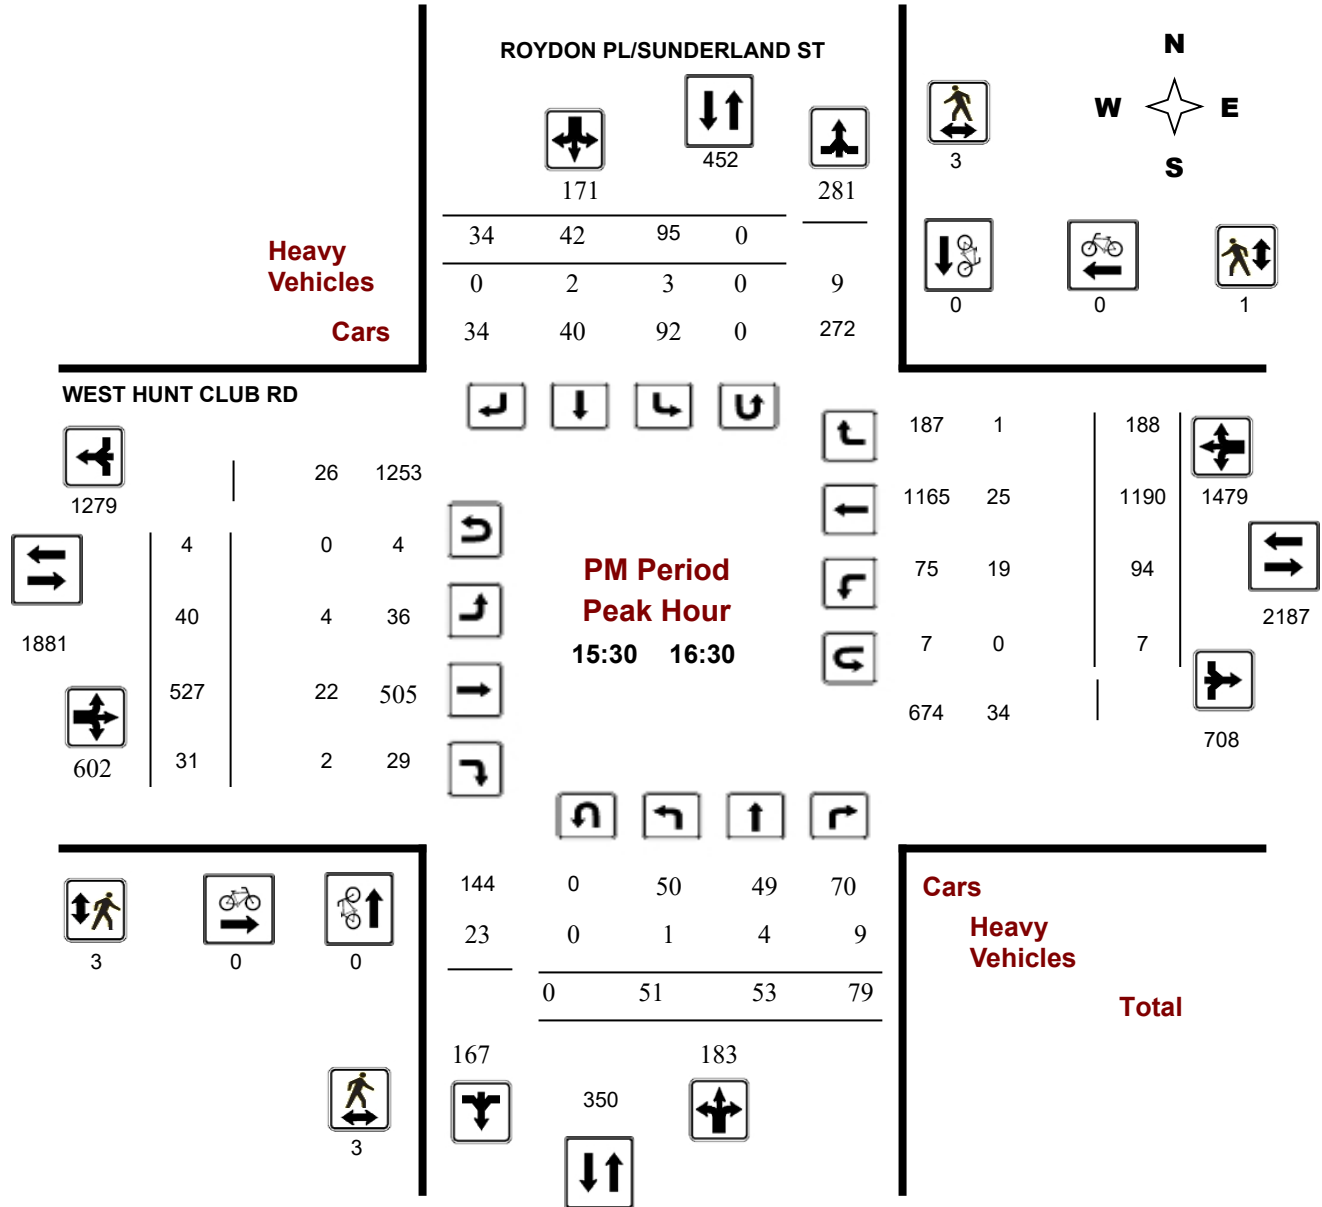 ROYDON PL/SUNDERLAND ST
N
W E
S
452
3
171 281
34 42 95 0
Heavy
Vehicles
0 2 3 0 9
0 0 1
Cars
34 40 92 0 272
WEST HUNT CLUB RD
187 1 188
26 1253
1279
1165 25 1190 1479
4 0 4
PM Period
Peak Hour
75 19 94
40 4 36
2187
1881
15:30 16:30
7 0 7
527 22 505
674 34
708
602 31 2 29
144 0 50 49 70
Cars
23 0 1 4 9
Heavy
Vehicles
3 0 0
0 51 53 79
Total
167 183
350
3